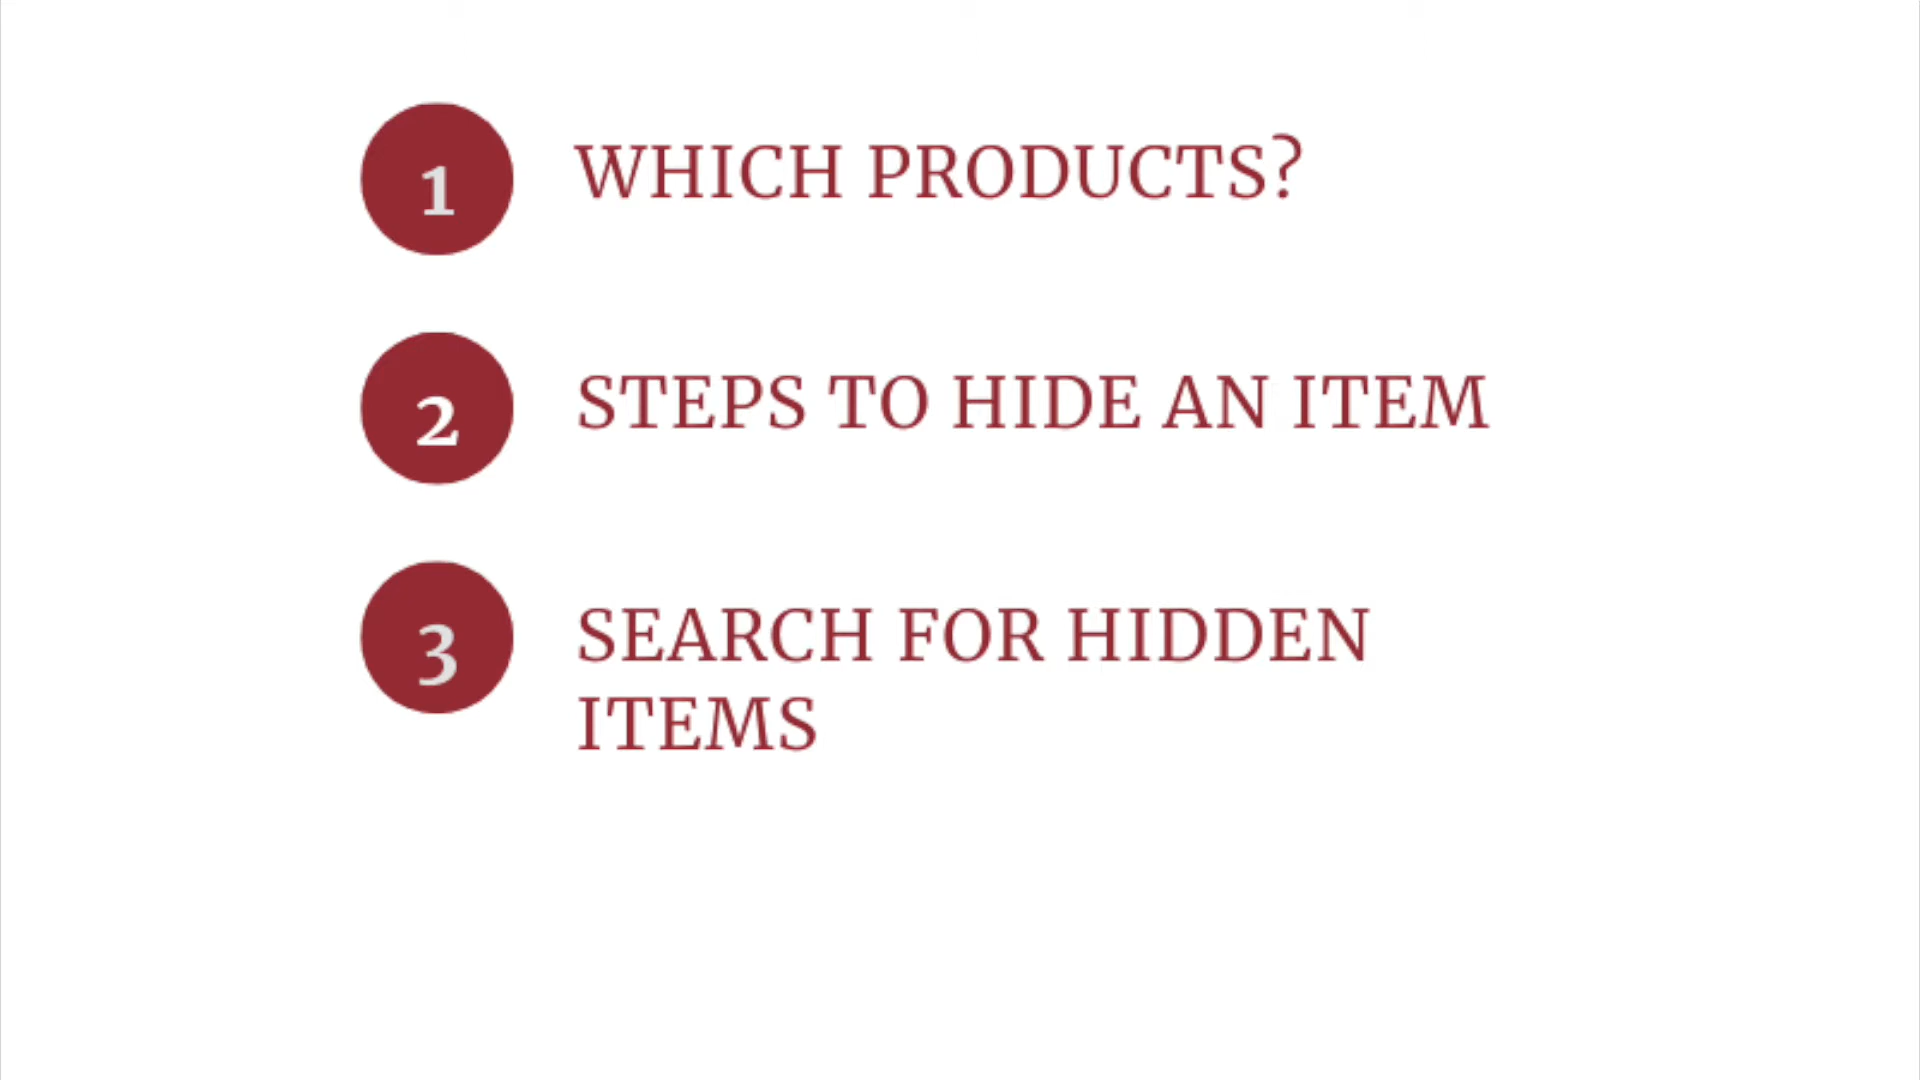 1 WHICH PRODUCTS?
2 STEPS TO HIDE AN ITEM
3 SEARCH FOR HIDDEN
ITEMS